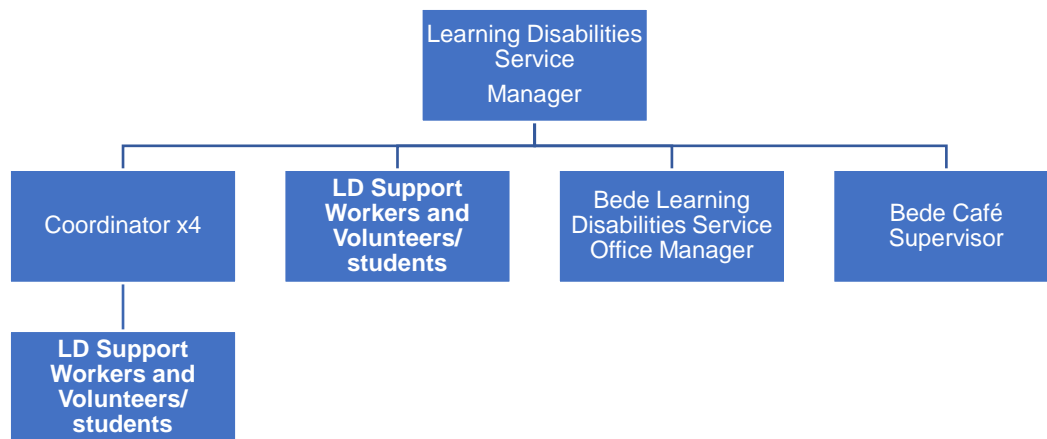 Learning Disabilities
Service
Manager
Coordinator x4
LD Support
Workers and
Volunteers/
students
Bede Learning
Disabilities Service
Office Manager
Bede Café
Supervisor
LD Support
Workers and
Volunteers/
students